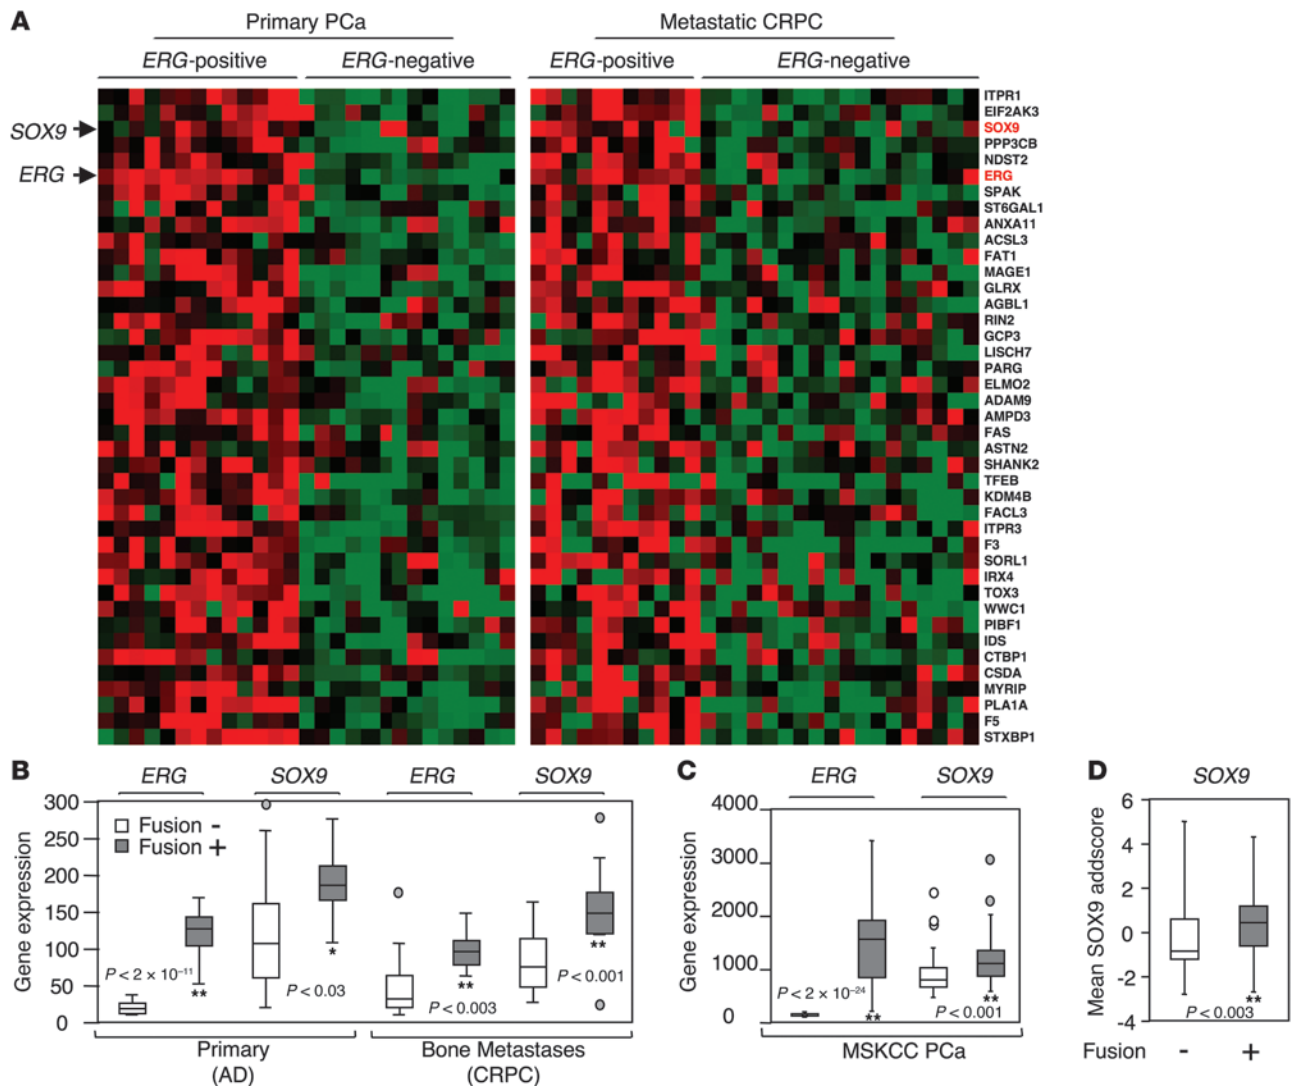 A
Primary PCa
Metastatic CRPC
ERG-positive
ERG-negative
ERG-positive
ERG-negative
SOX9
ERG
ITPR1
EIF2AK3
SOX9
PPP3CB
NDST2
ERG
SPAK
ST6GAL1
ANXA11
ACSL3
FAT1
MAGE1
GLRX
AGBL1
RIN2
GCP3
LISCH7
PARG
ELMO2
ADAM9
AMPD3
FAS
ASTN2
SHANK2
TFEB
KDM4B
FACL3
ITPR3
F3
SORL1
IRX4
TOX3
WWC1
PIBF1
IDS
CTBP1
CSDA
MYRIP
PLA1A
F5
STXBP1
B
ERG
SOX9
ERG
SOX9
Gene expression
300
250
200
150
100
50
0
Fusion -
Fusion +
P < 2 × 10⁻¹¹
**
*
P < 0.03
**
P < 0.003
**
P < 0.001
Primary
(AD)
Bone Metastases
(CRPC)
C
ERG
SOX9
Gene expression
4000
3000
2000
1000
0
P < 2 × 10⁻²⁴
**
**
P < 0.001
MSKCC PCa
D
SOX9
Mean SOX9 addscore
6
4
2
0
-2
-4
**
P < 0.003
Fusion - +